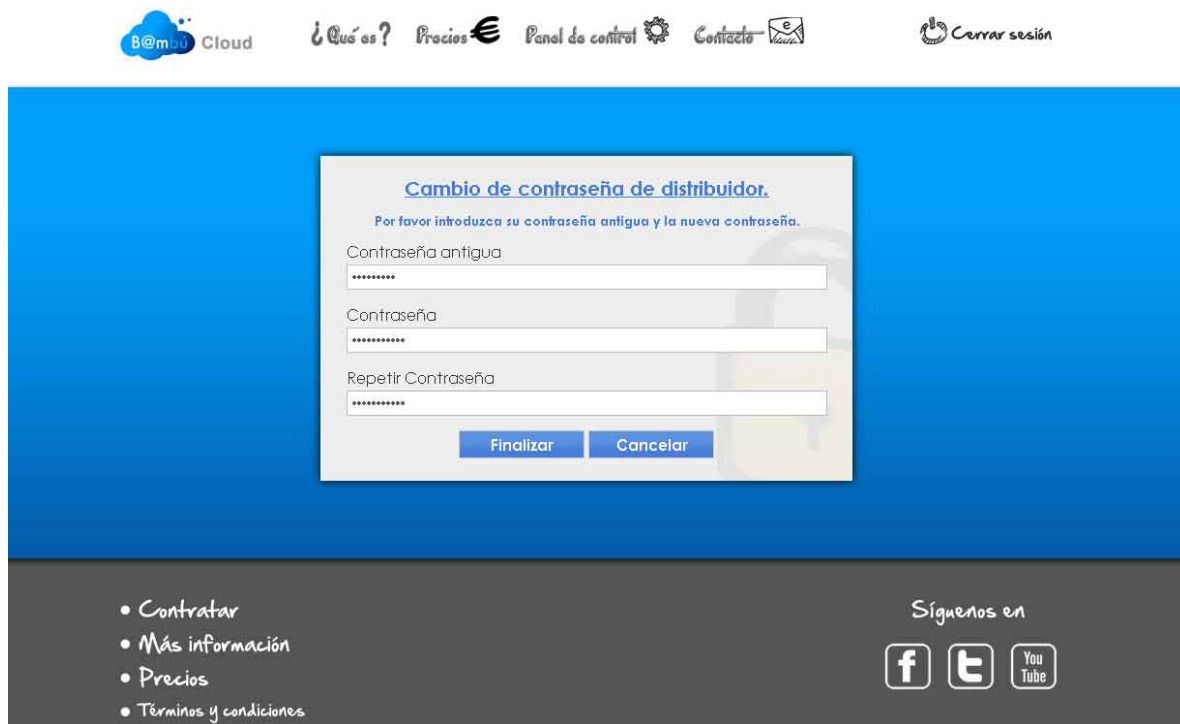 B@mbú Cloud
¿Qué es? Precios € Panel de control Contacto Cerrar sesión
Cambio de contraseña de distribuidor.
Por favor introduzca su contraseña antigua y la nueva contraseña.
Contraseña antigua
•••••••••
Contraseña
•••••••••••
Repetir Contraseña
•••••••••••
Finalizar Cancelar
• Contratar
• Más información
• Precios
• Términos y condiciones
Síguenos en
f t You Tube